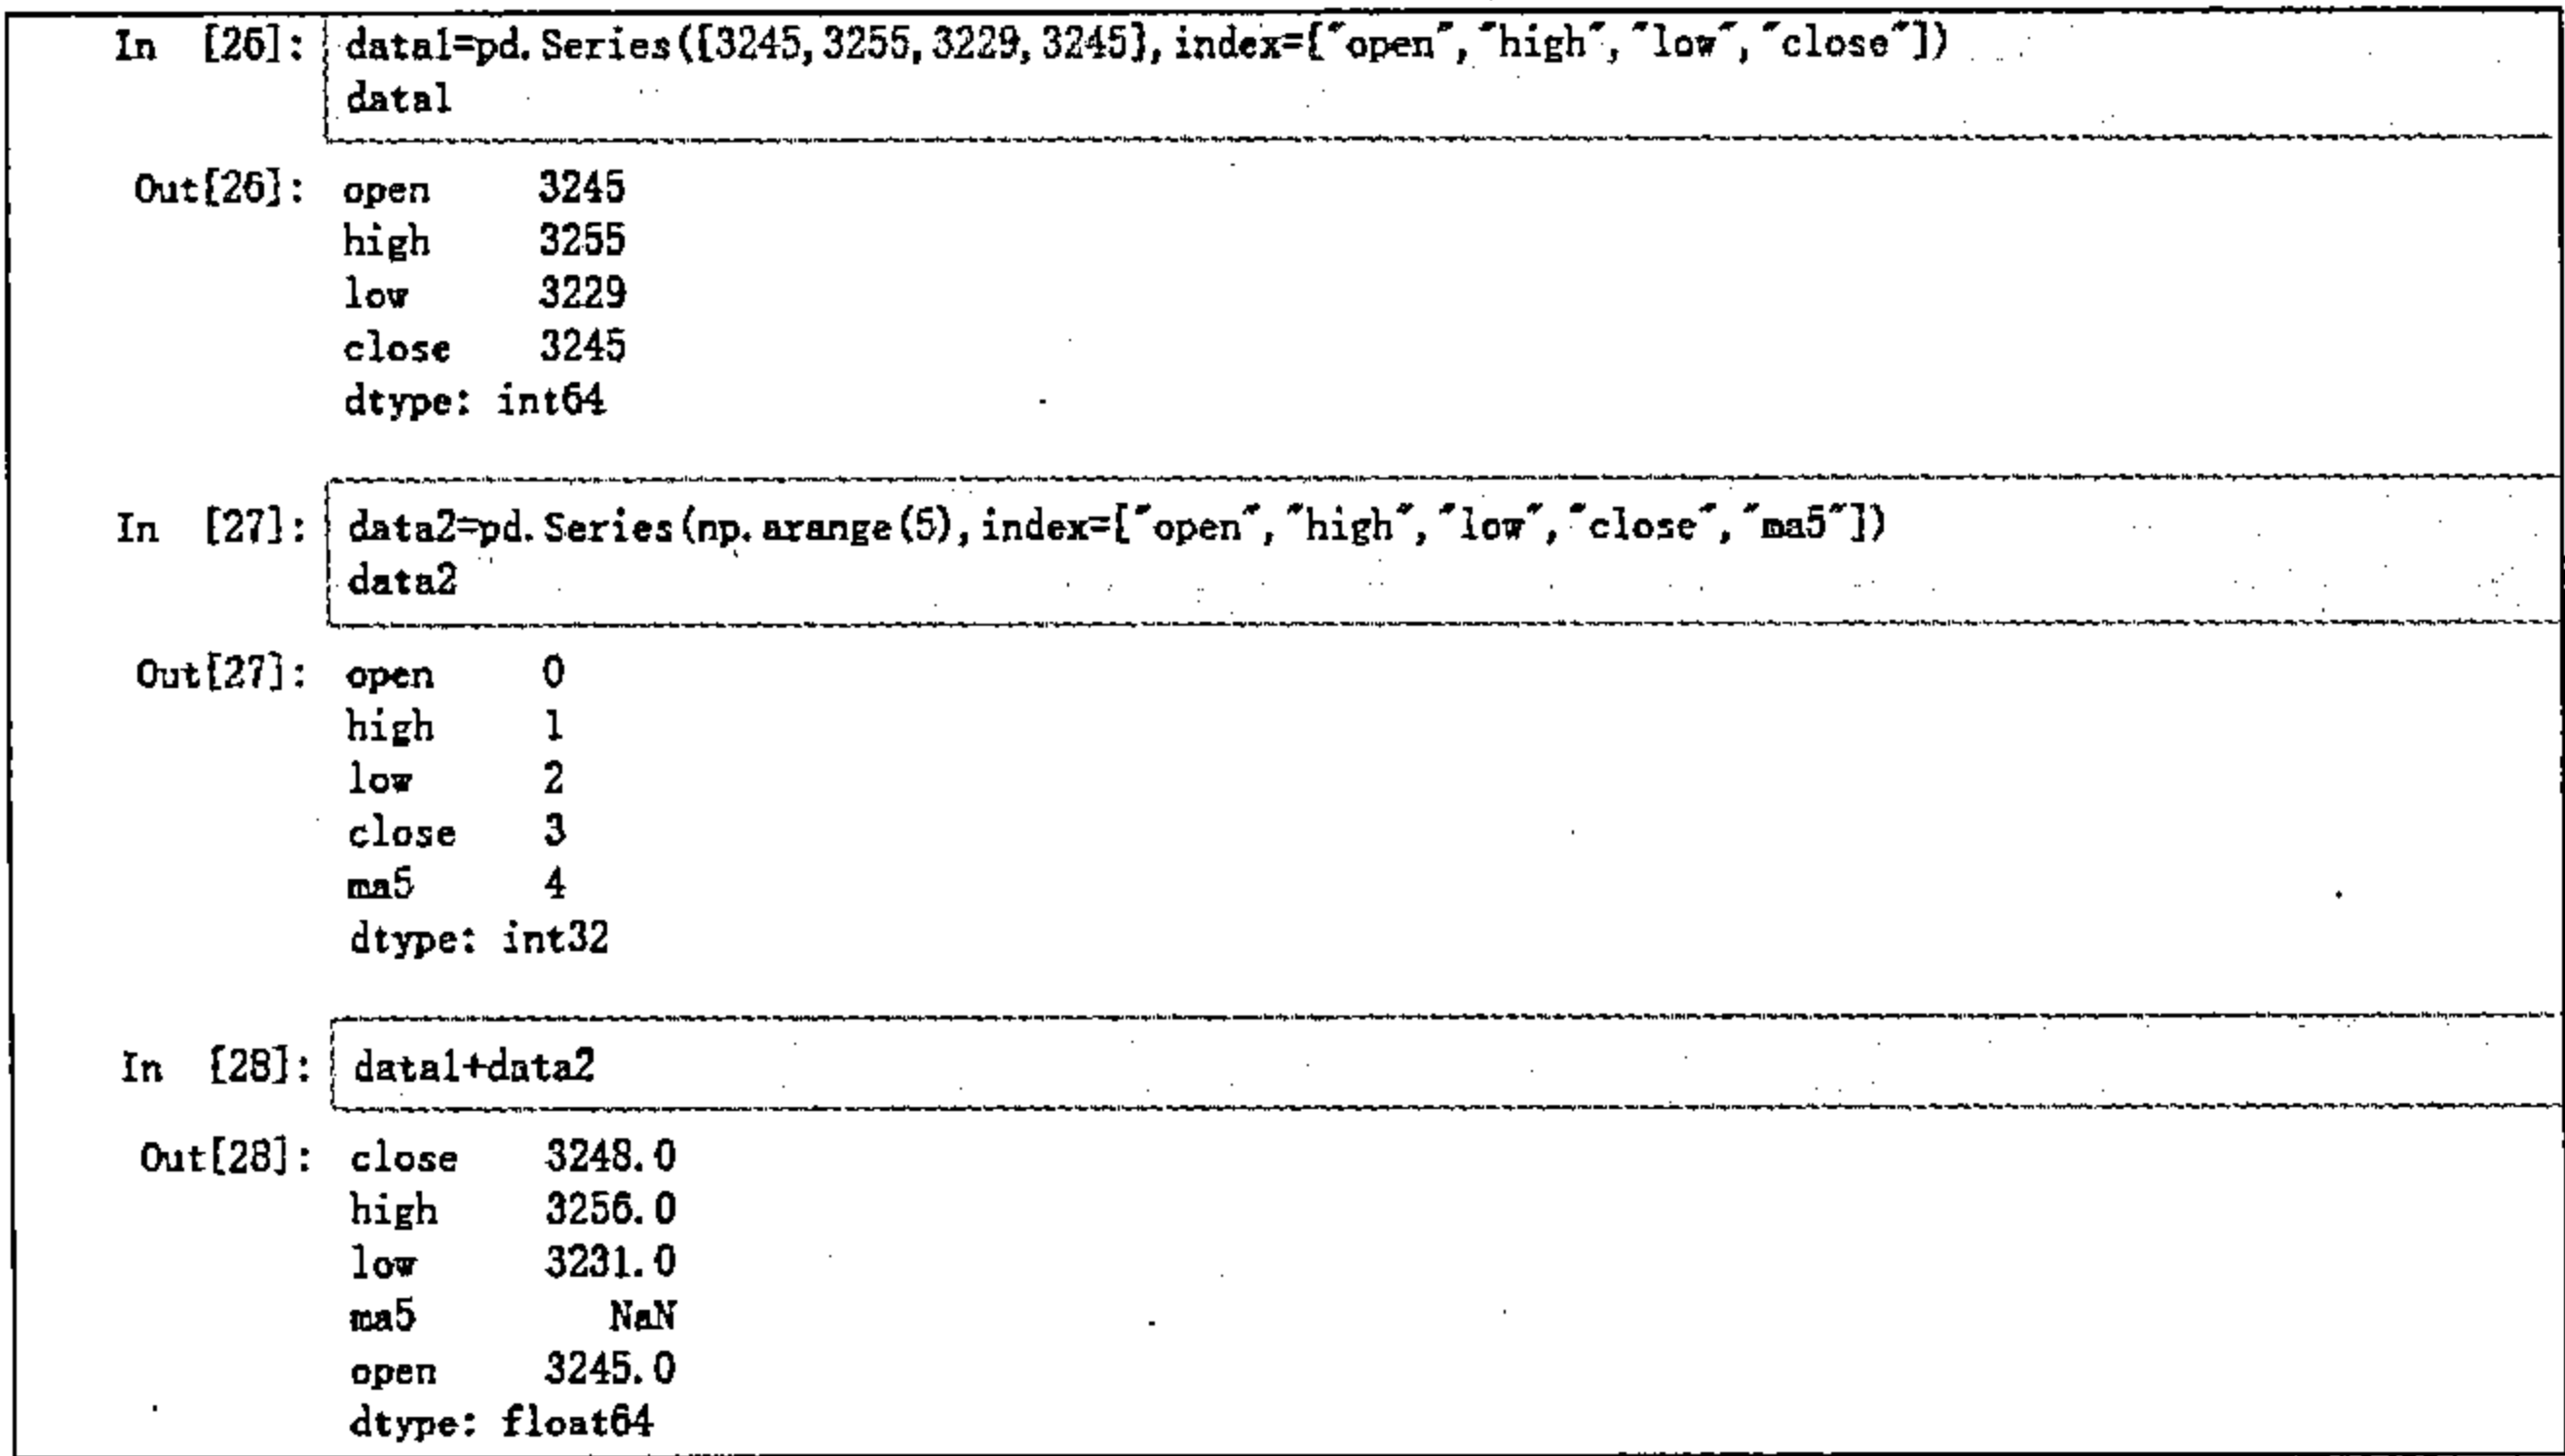 In [26]: data1=pd.Series([3245,3255,3229,3245],index=["open","high","low","close"])
data1
Out[26]: open 3245
high 3255
low 3229
close 3245
dtype: int64
In [27]: data2=pd.Series(np.arange(5),index=["open","high","low","close","ma5"])
data2
Out[27]: open 0
high 1
low 2
close 3
ma5 4
dtype: int32
In [28]: data1+data2
Out[28]: close 3248.0
high 3256.0
low 3231.0
ma5 NaN
open 3245.0
dtype: float64